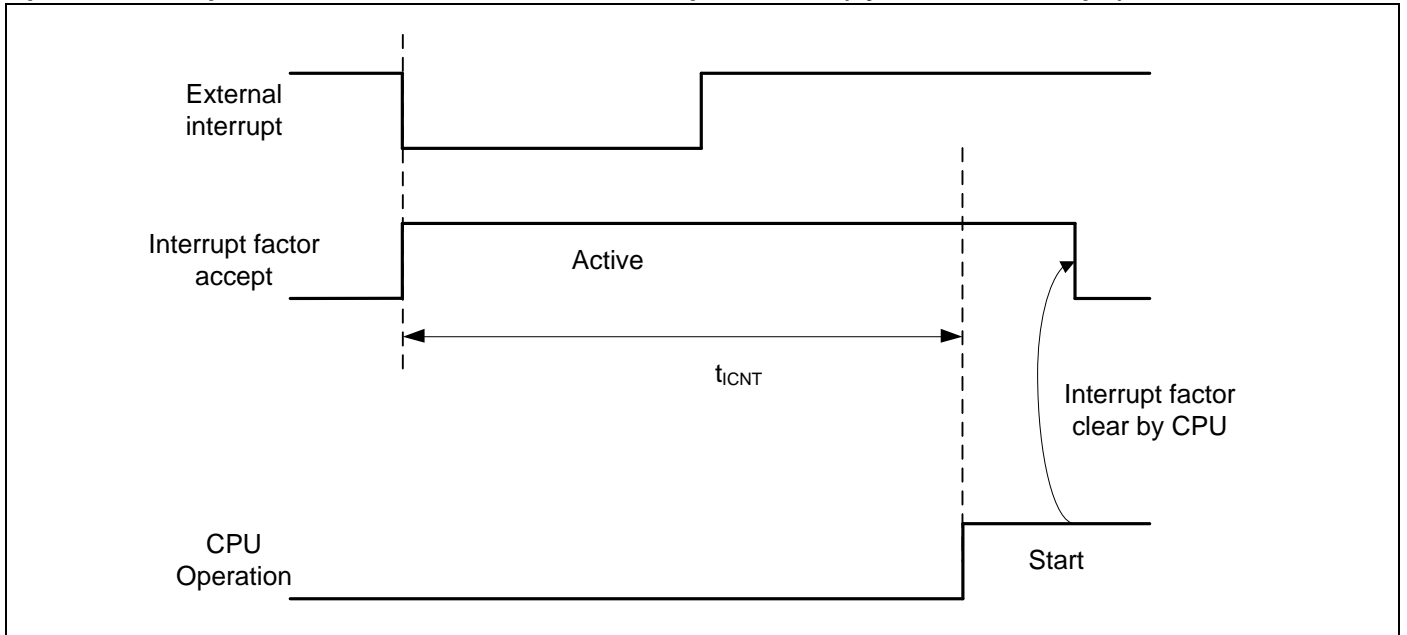 External
interrupt
Interrupt factor
accept
Active
tICNT
Interrupt factor
clear by CPU
CPU
Operation
Start